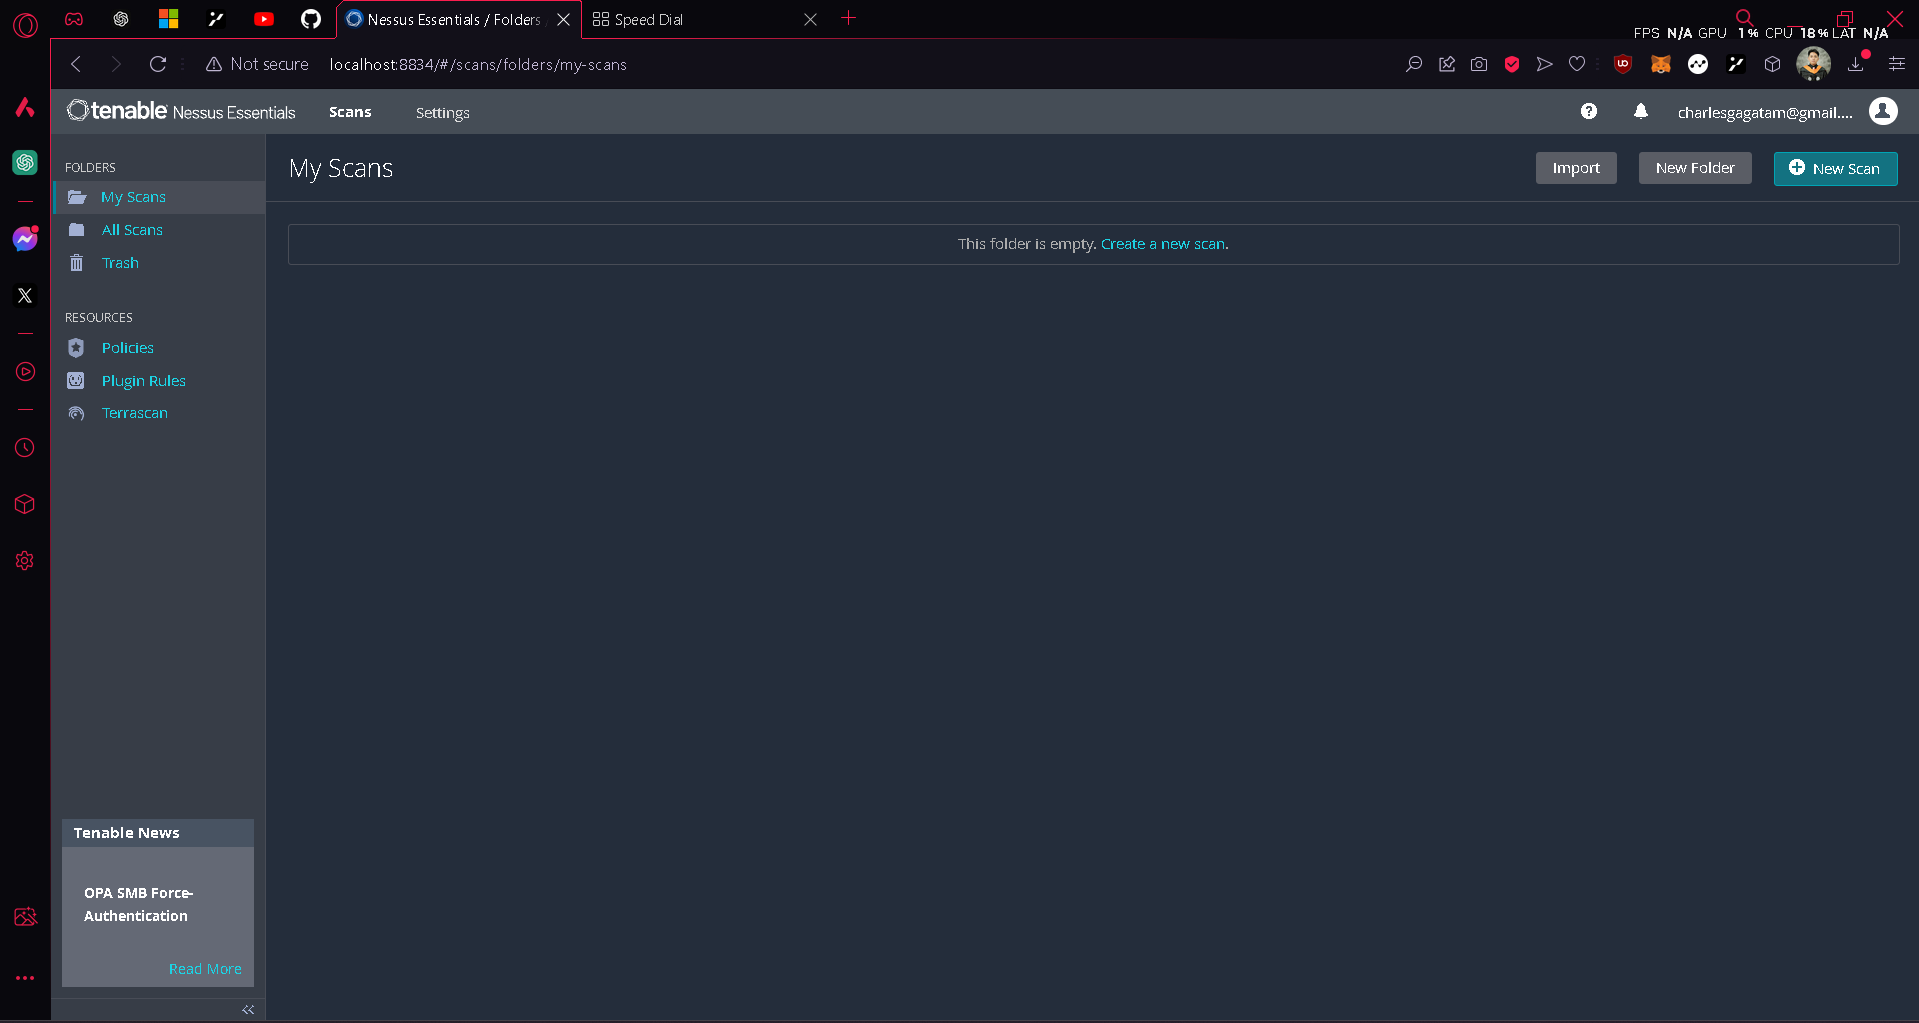 Nessus Essentials / Folders
Speed Dial
FPS N/A GPU 1% CPU 18% LAT N/A
Not secure
localhost:8834/#/scans/folders/my-scans
tenable Nessus Essentials
Scans
Settings
charlesgagatam@gmail....
FOLDERS
My Scans
All Scans
Trash
RESOURCES
Policies
Plugin Rules
Terrascan
My Scans
Import
New Folder
New Scan
This folder is empty. Create a new scan.
Tenable News
OPA SMB Force-
Authentication
Read More